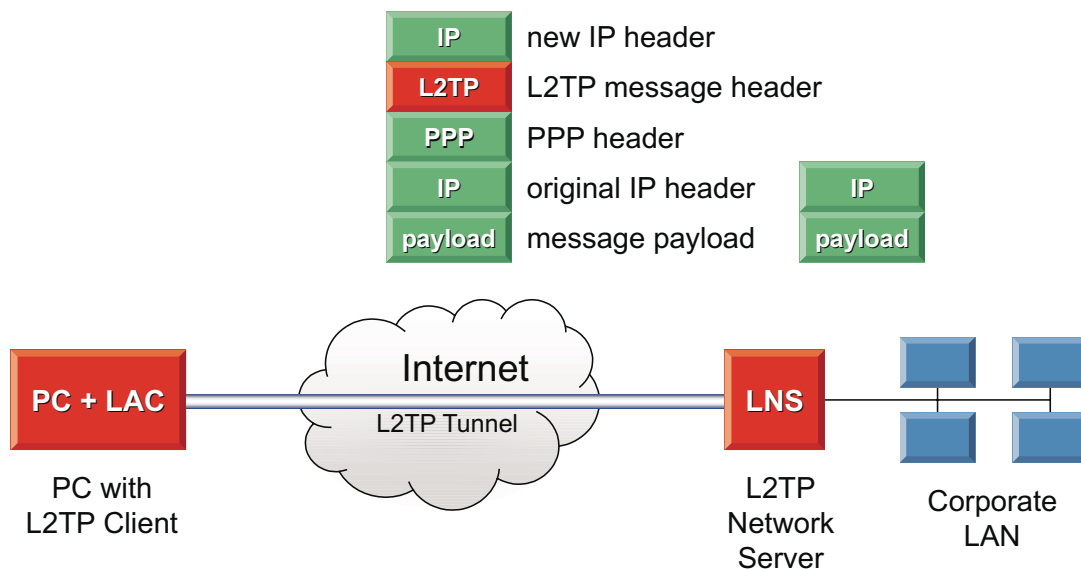 IP new IP header
L2TP L2TP message header
PPP PPP header
IP original IP header IP
payload message payload payload
Internet
PC + LAC LNS
L2TP Tunnel
PC with
L2TP Client
L2TP
Network
Server
Corporate
LAN